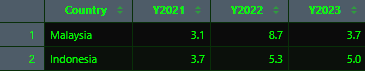 Country Y2021 Y2022 Y2023
1 Malaysia 3.1 8.7 3.7
2 Indonesia 3.7 5.3 5.0